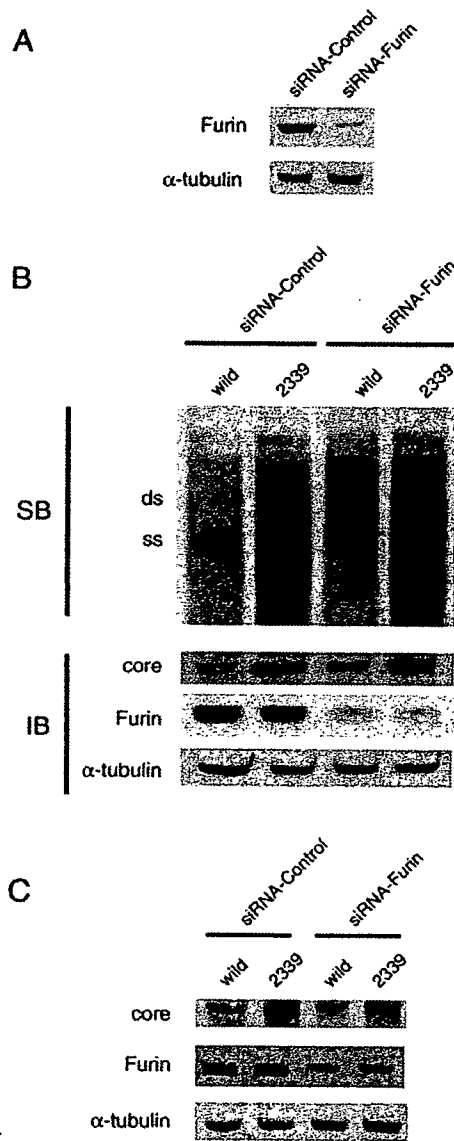 A
siRNA-Control
siRNA-Furin
Furin
α-tubulin
B
siRNA-Control
siRNA-Furin
wild
2339
wild
2339
SB
ds
ss
IB
core
Furin
α-tubulin
C
siRNA-Control
siRNA-Furin
wild
2339
wild
2339
core
Furin
α-tubulin